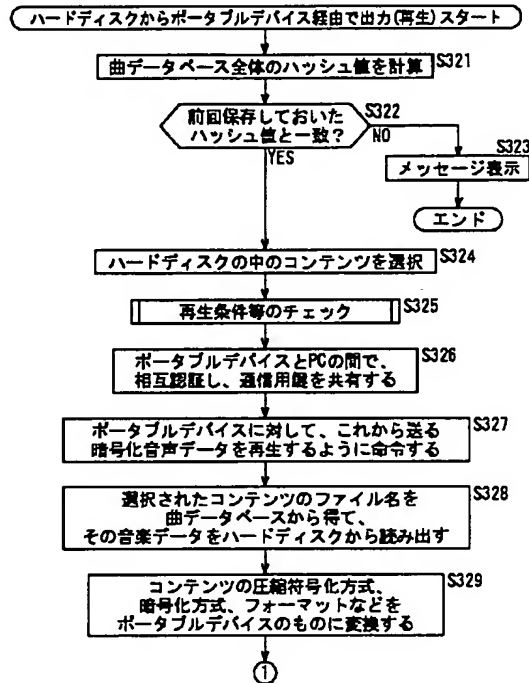 ハードディスクからポータブルデバイス経由で出力(再生)スタート
曲データベース全体のハッシュ値を計算
S321
前回保存しておいた
ハッシュ値と一致？
S322
NO
YES
S323
メッセージ表示
エンド
ハードディスクの中のコンテンツを選択
S324
再生条件等のチェック
S325
ポータブルデバイスとPCの間で、
相互認証し、通信用鍵を共有する
S326
ポータブルデバイスに対して、これから送る
暗号化音声データを再生するように命令する
S327
選択されたコンテンツのファイル名を
曲データベースから得て、
その音楽データをハードディスクから読み出す
S328
コンテンツの圧縮符号化方式、
暗号化方式、フォーマットなどを
ポータブルデバイスのものに変換する
S329
1